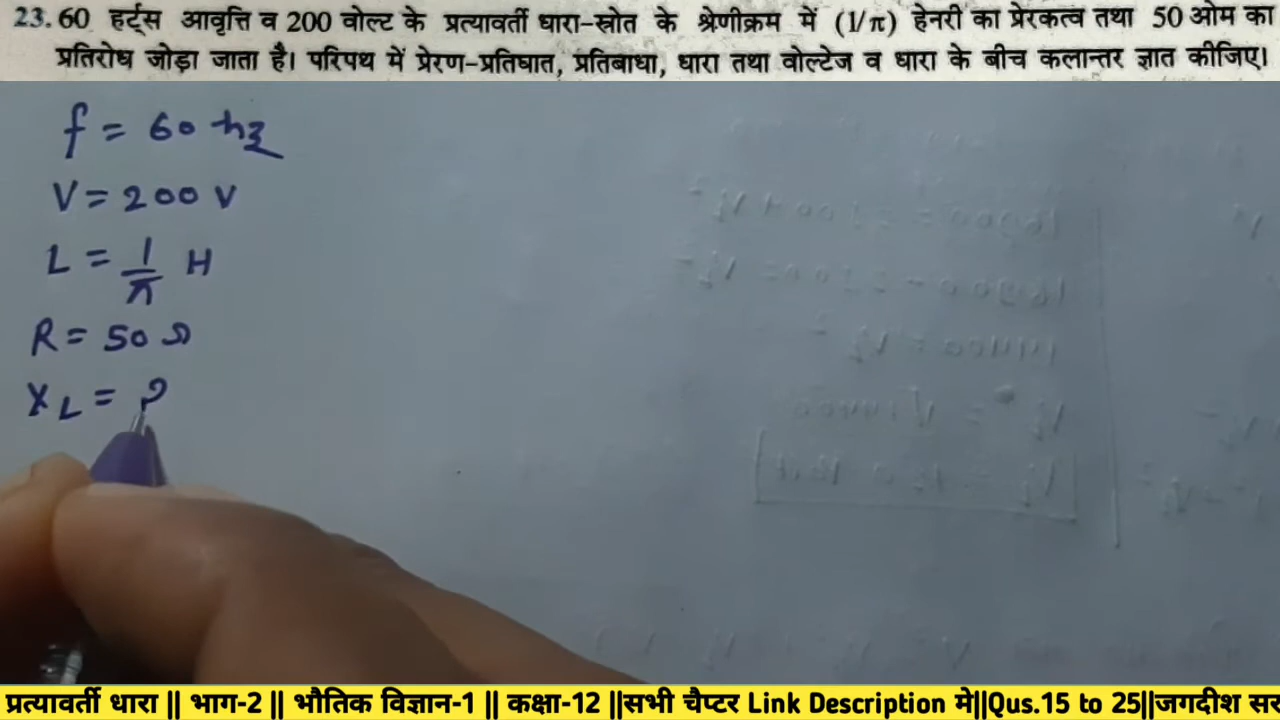 23. 60 हर्ट्स आवृत्ति व 200 वोल्ट के प्रत्यावर्ती धारा-स्रोत के श्रेणीक्रम में (1/π) हेनरी का प्रेरकत्व तथा 50 ओम का
प्रतिरोध जोड़ा जाता है। परिपथ में प्रेरण-प्रतिघात, प्रतिबाधा, धारा तथा वोल्टेज व धारा के बीच कलान्तर ज्ञात कीजिए।
f = 60 hz
V = 200 V
L = 1/π H
R = 50 Ω
XL = ?
प्रत्यावर्ती धारा || भाग-2 || भौतिक विज्ञान-1 || कक्षा-12 ||सभी चैप्टर Link Description मे||Qus.15 to 25||जगदीश सर